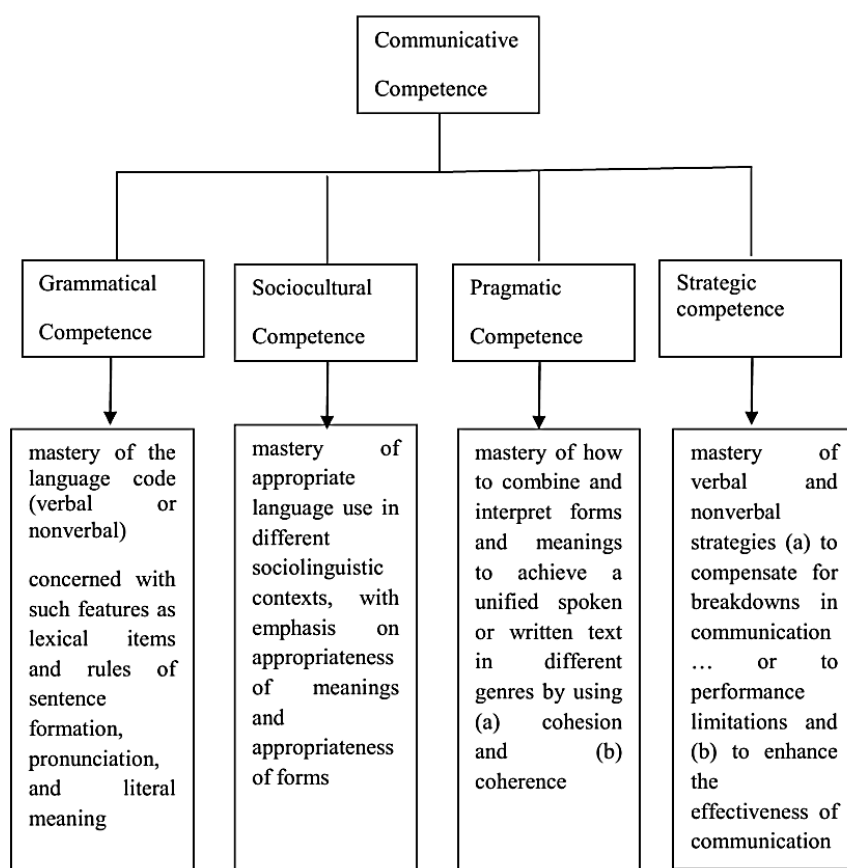 Communicative
Competence
Grammatical
Competence
Sociocultural
Competence
Pragmatic
Competence
Strategic
competence
mastery of the
language code
(verbal or
nonverbal)
concerned with
such features as
lexical items
and rules of
sentence
formation,
pronunciation,
and literal
meaning
mastery of
appropriate
language use in
different
sociolinguistic
contexts, with
emphasis on
appropriateness
of meanings
and
appropriateness
of forms
mastery of how
to combine and
interpret forms
and meanings
to achieve a
unified spoken
or written text
in different
genres by using
(a) cohesion
and (b)
coherence
mastery of
verbal and
nonverbal
strategies (a) to
compensate for
breakdowns in
communication
… or to
performance
limitations and
(b) to enhance
the
effectiveness of
communication